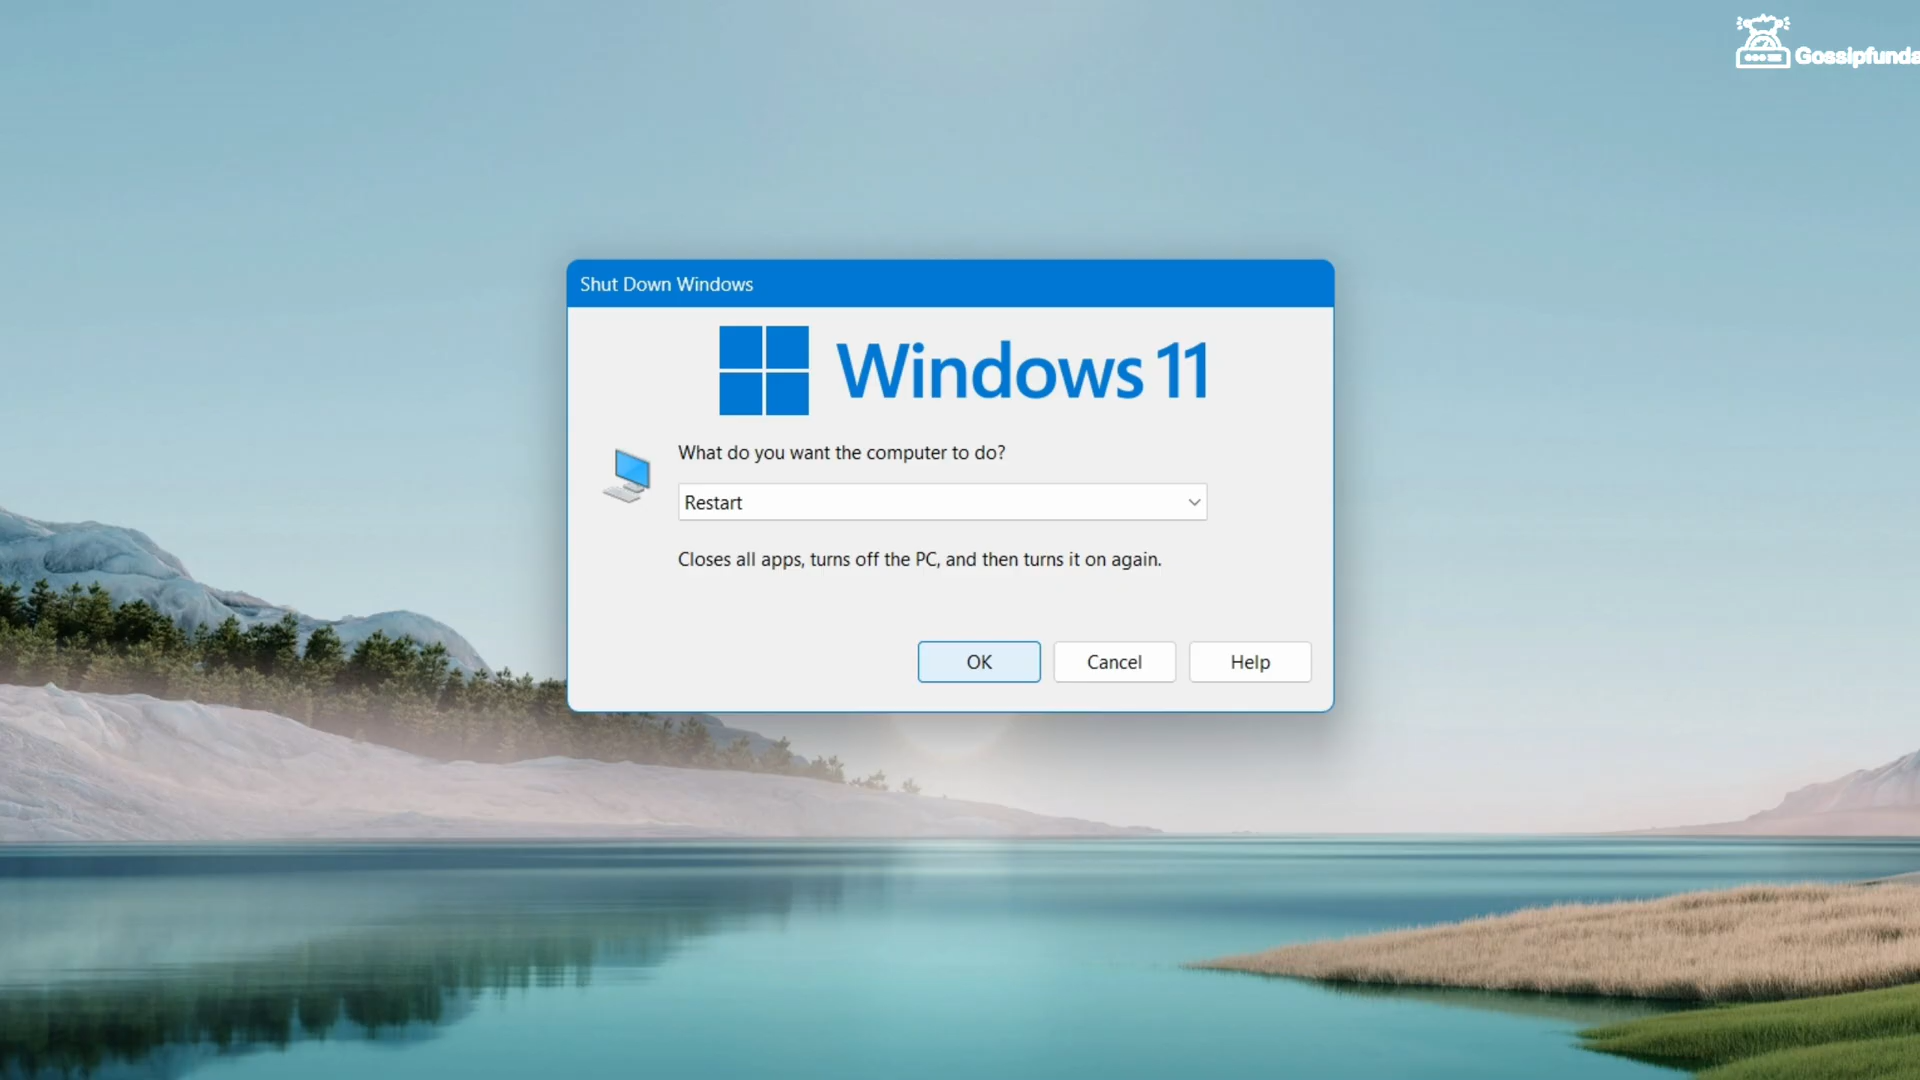 Gossipfunda
Shut Down Windows
Windows 11
What do you want the computer to do?
Restart
Closes all apps, turns off the PC, and then turns it on again.
OK
Cancel
Help